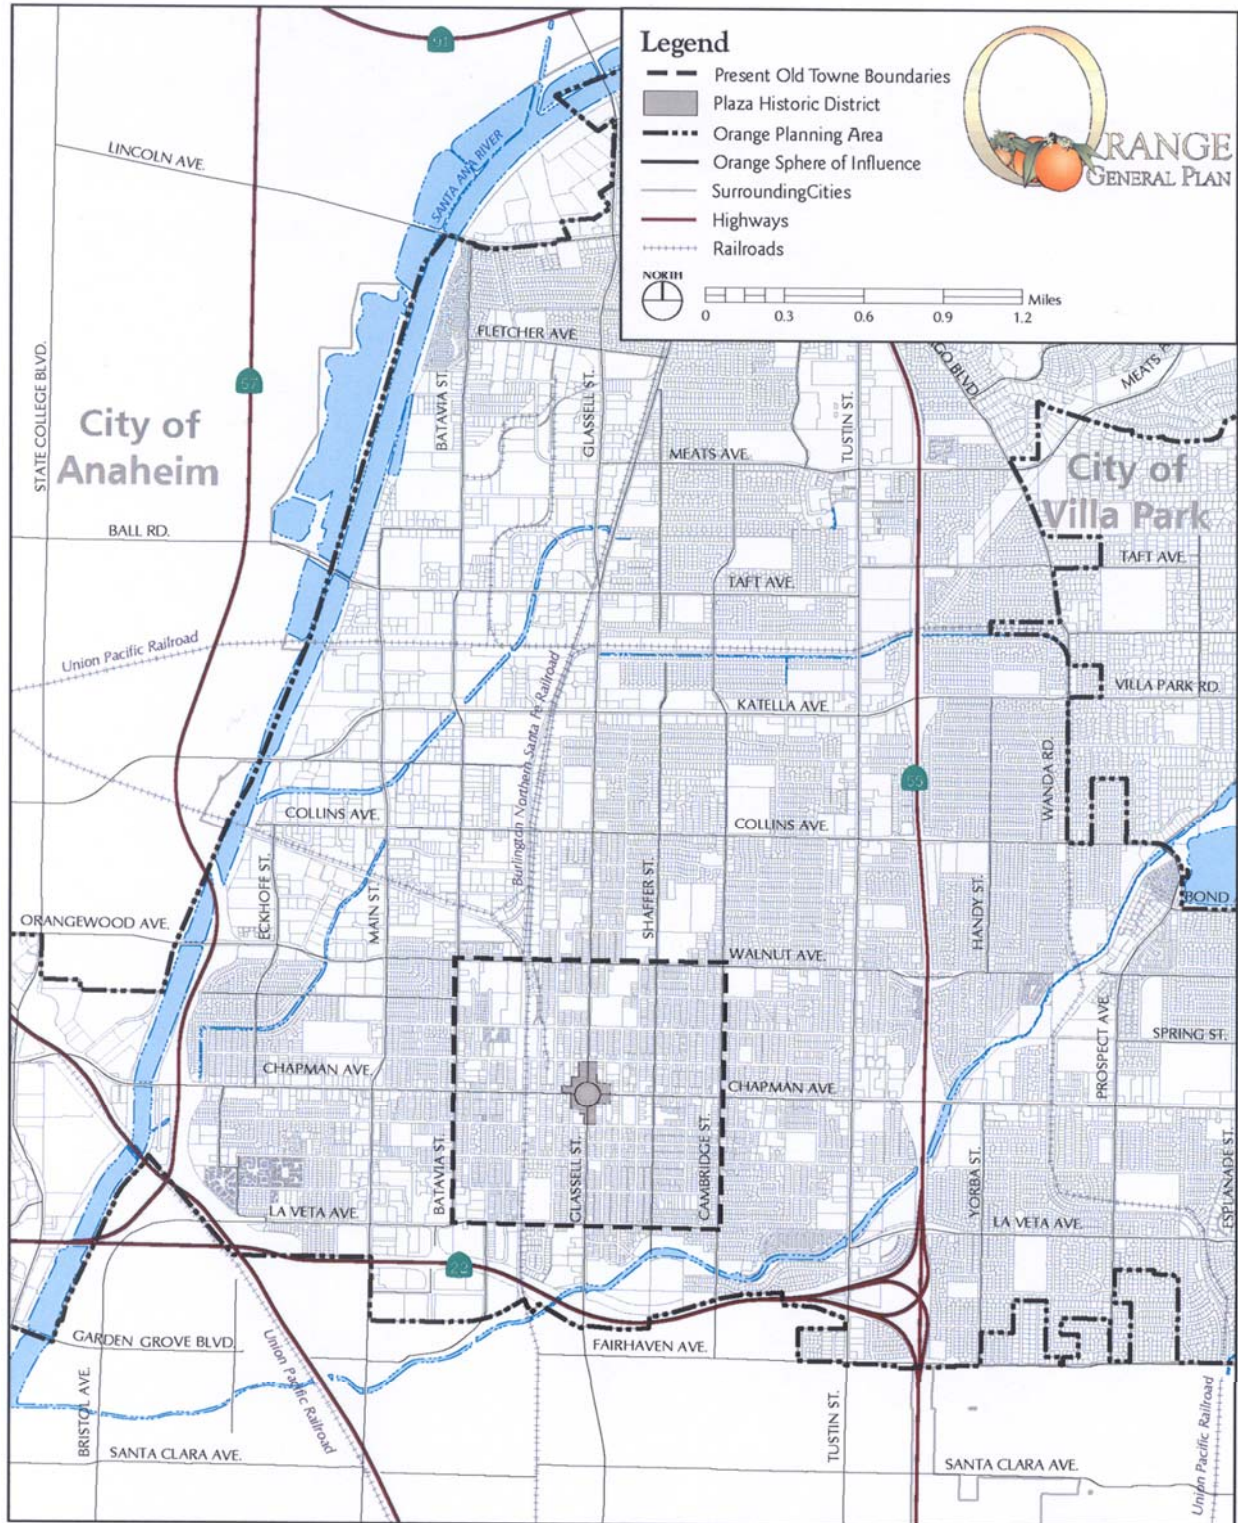 91
Legend
Present Old Towne Boundaries
Plaza Historic District
Orange Planning Area
Orange Sphere of Influence
SurroundingCities
Highways
Railroads
ORANGE
GENERAL PLAN
NORTH
Miles
0 0.3 0.6 0.9 1.2
LINCOLN AVE.
SANTA ANA RIVER
FLETCHER AVE
STATE COLLEGE BLVD.
57
City of
Anaheim
BATAVIA ST.
GLASSELL ST.
TUSTIN ST.
GO BLVD.
MEATS A
MEATS AVE.
City of
Villa Park
BALL RD.
TAFT AVE.
TAFT AVE.
Union Pacific Railroad
Burlington Northern Santa Fe Railroad
KATELLA AVE.
VILLA PARK RD.
WANDA RD.
55
COLLINS AVE.
COLLINS AVE.
ECKHOFF ST.
MAIN ST.
SHAFFER ST.
HANDY ST.
BOND
ORANGEWOOD AVE.
WALNUT AVE.
PROSPECT AVE.
SPRING ST.
CHAPMAN AVE.
CHAPMAN AVE.
BATAVIA ST.
GLASSELL ST.
CAMBRIDGE ST.
YORBA ST.
ESPLANADE ST.
LA VETA AVE.
LA VETA AVE.
22
GARDEN GROVE BLVD.
FAIRHAVEN AVE.
Union Pacific Railroad
BRISTOL AVE.
TUSTIN ST.
Union Pacific Railroad
SANTA CLARA AVE.
SANTA CLARA AVE.